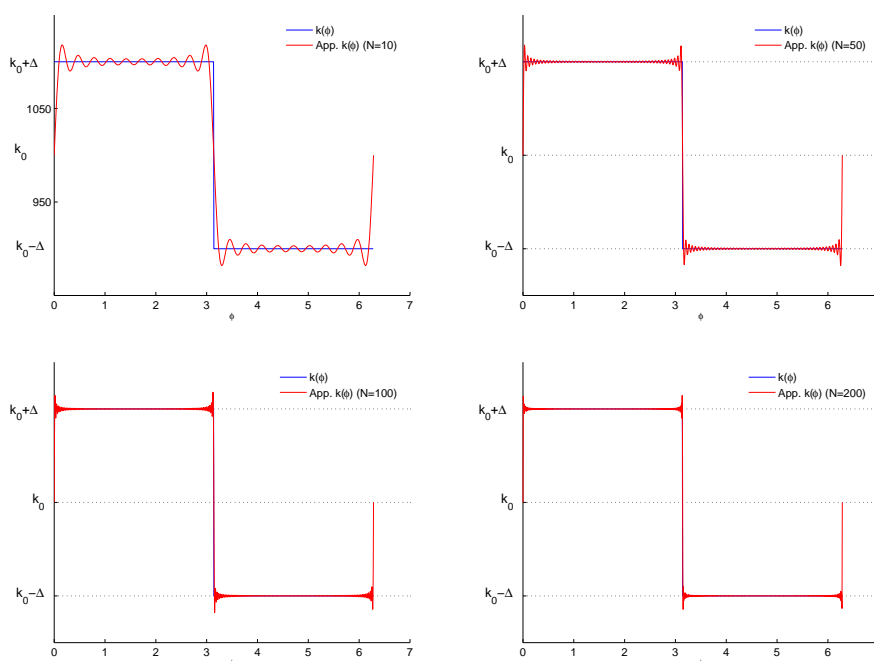 k(ϕ)
App. k(ϕ) (N=10)
k₀+Δ
1050
k₀
950
k₀−Δ
0 1 2 3 4 5 6 7
ϕ
k(ϕ)
App. k(ϕ) (N=50)
k₀+Δ
k₀
k₀−Δ
0 1 2 3 4 5 6
ϕ
k(ϕ)
App. k(ϕ) (N=100)
k₀+Δ
k₀
k₀−Δ
0 1 2 3 4 5 6 7
k(ϕ)
App. k(ϕ) (N=200)
k₀+Δ
k₀
k₀−Δ
0 1 2 3 4 5 6